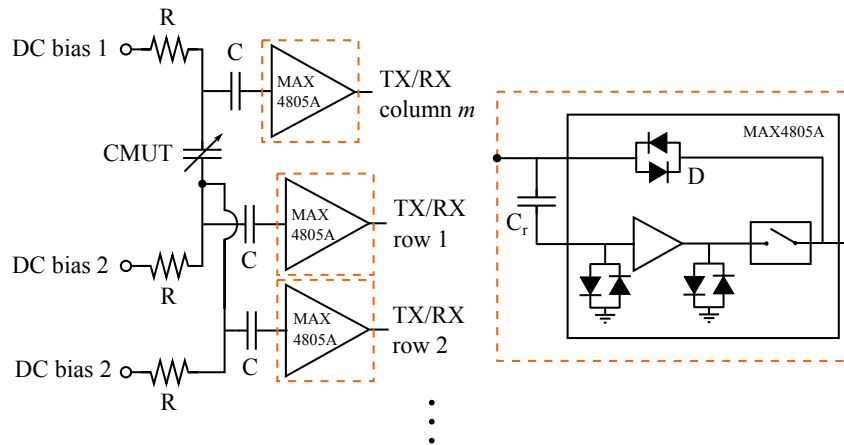 R
DC bias 1
C
MAX
4805A
TX/RX
column m
CMUT
MAX
4805A
TX/RX
row 1
C
DC bias 2
R
MAX
4805A
TX/RX
row 2
C
DC bias 2
R
MAX4805A
D
Cr